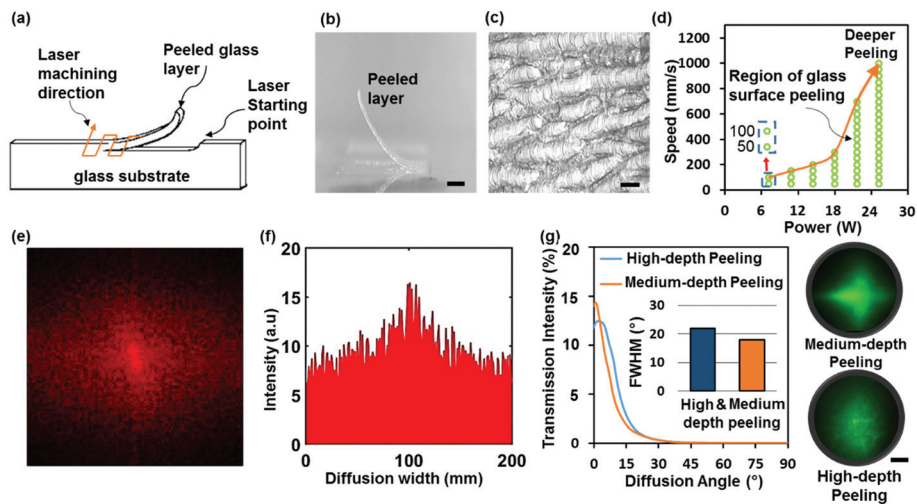 (a)
Laser
machining
direction
Peeled glass
layer
Laser
Starting
point
glass substrate
(b)
Peeled
layer
(c)
(d)
Speed (mm/s)
1200
1000
800
600
400
200
0
0
6
12
18
24
30
Power (W)
Deeper
Peeling
Region of glass
surface peeling
100
50
(e)
(f)
Intensity (a.u)
20
15
10
5
0
0
100
200
Diffusion width (mm)
(g)
Transmission Intensity (%)
20
15
10
5
0
0
15
30
45
60
75
90
Diffusion Angle (°)
High-depth Peeling
Medium-depth Peeling
FWHM (°)
30
20
10
0
High & Medium
depth peeling
Medium-depth
Peeling
High-depth
Peeling